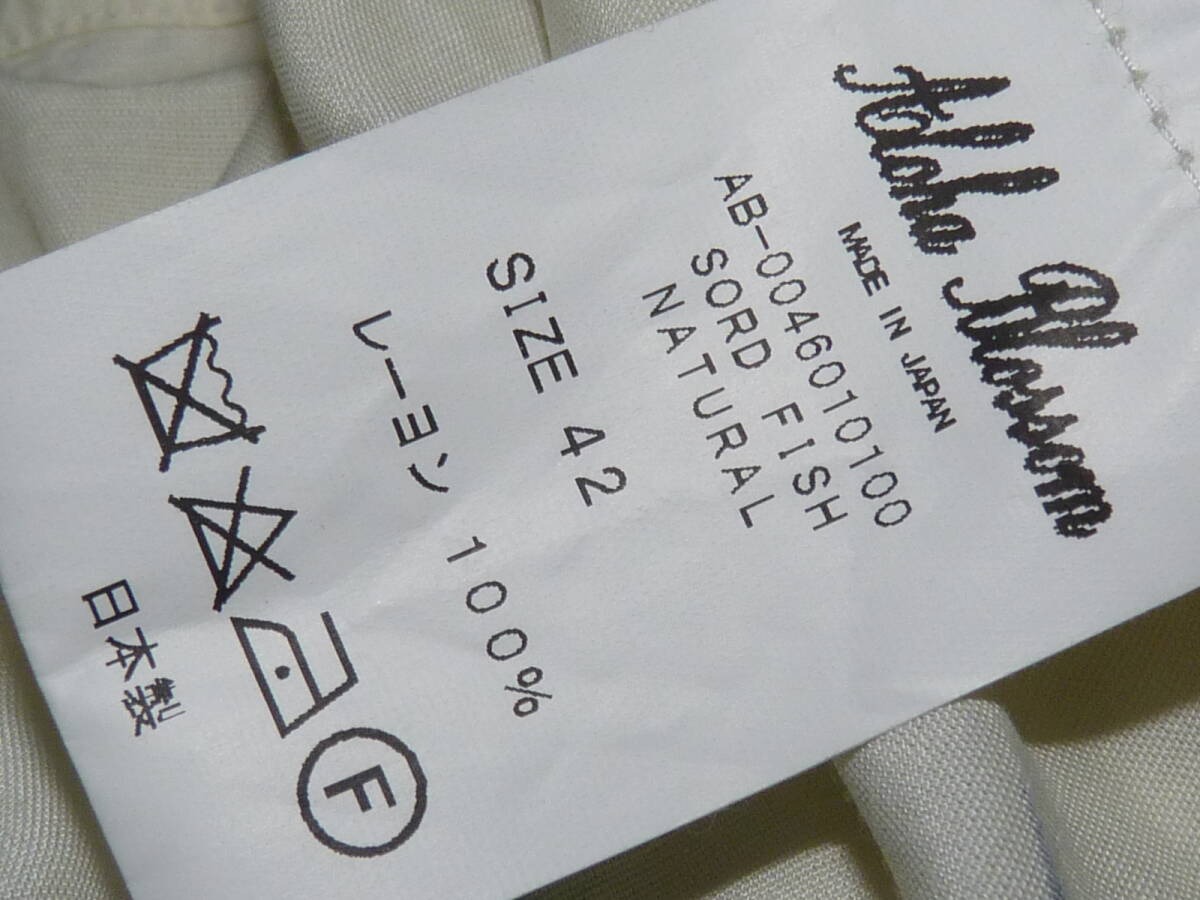 Aloha Blossom
MADE IN JAPAN
AB-0046010100
SORD FISH
NATURAL
SIZE 42
レーヨン 100%
F
日本製